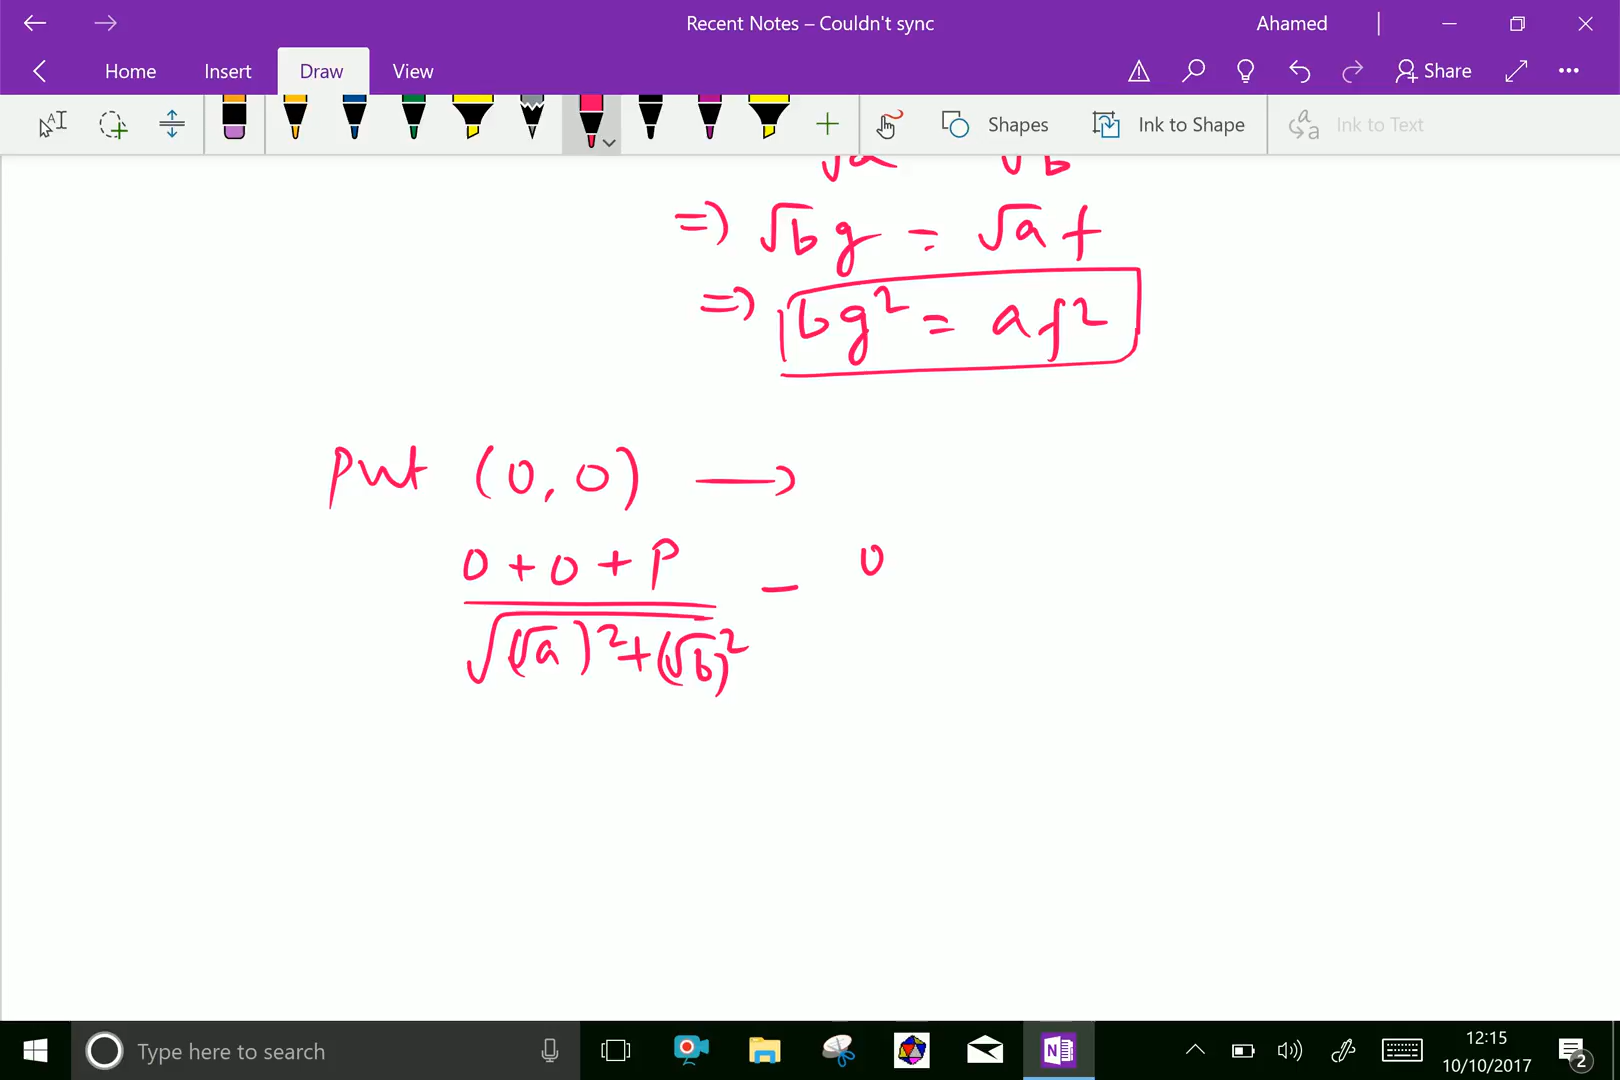 Recent Notes – Couldn't sync
Ahamed
Home Insert Draw View
Share
Shapes
Ink to Shape
Ink to Text
√a √b
=) √b g = √a f
=) bg² = af²
Put (0,0) →
0 + 0 + P
√(√a)² + (√b)²
– 0
Type here to search
12:15
10/10/2017
2